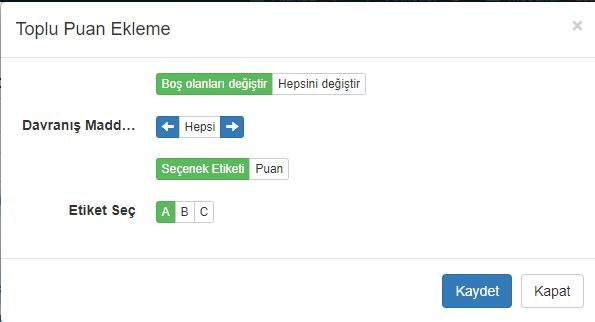 Toplu Puan Ekleme ×
Boş olanları değiştir Hepsini değiştir
Davranış Madd... Hepsi
Seçenek Etiketi Puan
Etiket Seç A B C
Kaydet Kapat